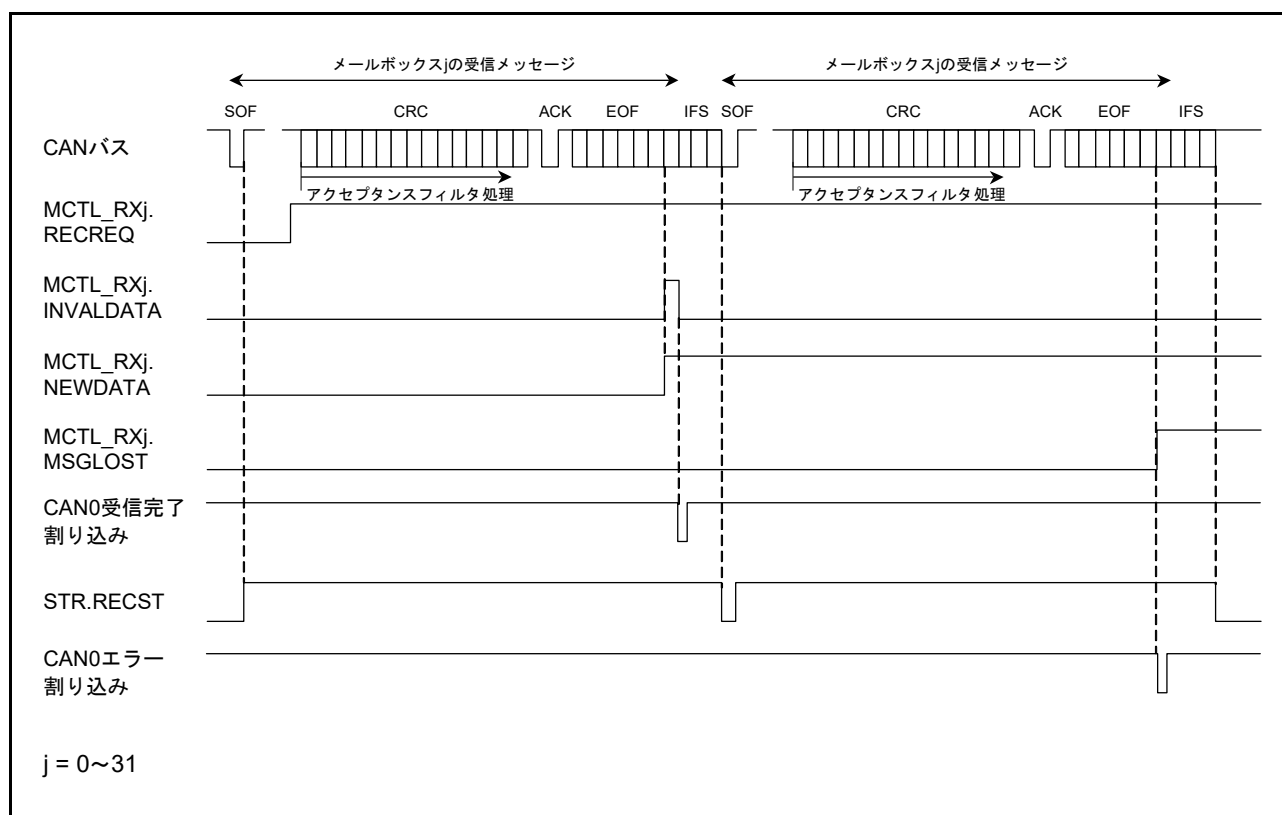 メールボックスjの受信メッセージ メールボックスjの受信メッセージ
SOF CRC ACK EOF IFS SOF CRC ACK EOF IFS
CANバス
アクセプタンスフィルタ処理 アクセプタンスフィルタ処理
MCTL_RXj.
RECREQ
MCTL_RXj.
INVALDATA
MCTL_RXj.
NEWDATA
MCTL_RXj.
MSGLOST
CAN0受信完了
割り込み
STR.RECST
CAN0エラー
割り込み
j = 0～31